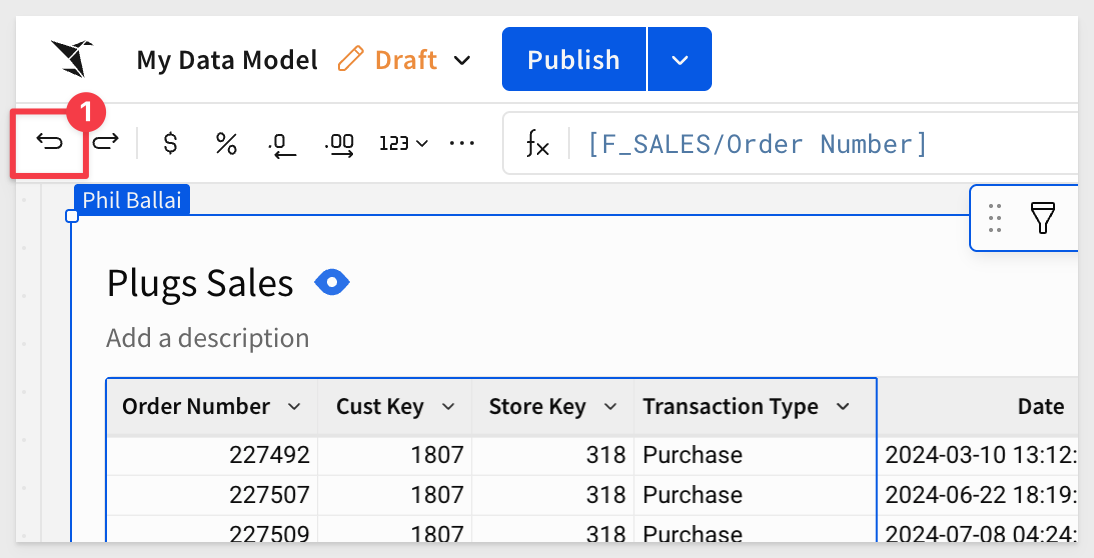 My Data Model Draft Publish
1
$ % .0 .00 123 ... fx [F_SALES/Order Number]
Phil Ballai
Plugs Sales
Add a description
Order Number Cust Key Store Key Transaction Type Date
227492 1807 318 Purchase 2024-03-10 13:12:
227507 1807 318 Purchase 2024-06-22 18:19:
227509 1807 318 Purchase 2024-07-08 04:24: